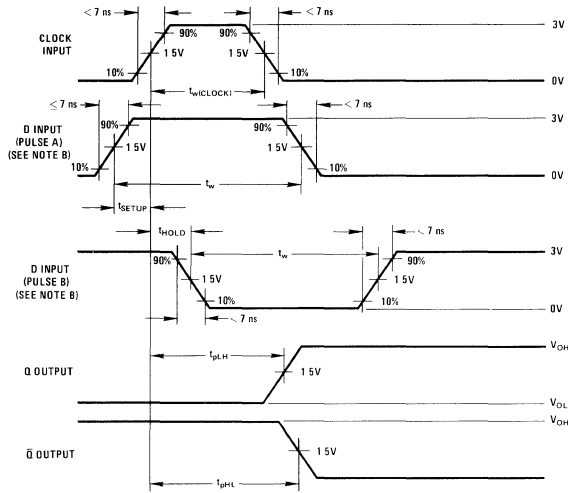 < 7 ns < 7 ns
3V
CLOCK
INPUT
90% 90%
1 5V 1 5V
10% 10%
0V
tw(CLOCK)
≤ 7 ns < 7 ns
3V
D INPUT
(PULSE A)
(SEE NOTE B)
90% 90%
1 5V 1 5V
10% 10%
0V
tw
tSETUP
tHOLD < 7 ns
3V
tw
90% 90%
D INPUT
(PULSE B)
(SEE NOTE B)
1 5V 1 5V
10% 10%
0V
< 7 ns
VOH
tpLH
Q OUTPUT
1 5V
VOL
VOH
Q̄ OUTPUT
1 5V
tpHL